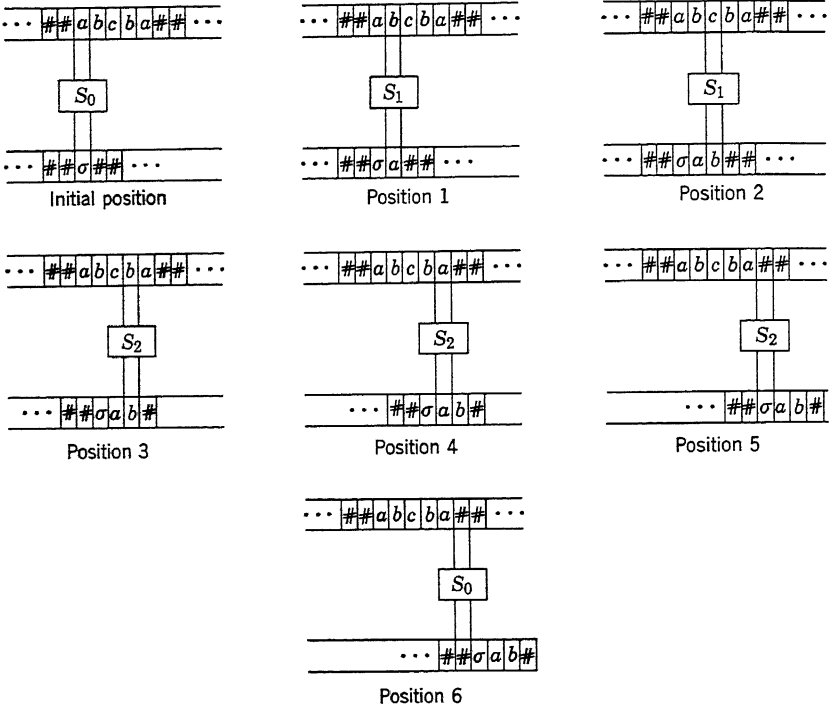 ··· ##abcba## ··· ··· ##abcba## ··· ··· ##abcba## ···
S₀ S₁ S₁
··· ##σ## ··· ··· ##σa## ··· ··· ##σab## ···
Initial position Position 1 Position 2
··· ##abcba## ··· ··· ##abcba## ··· ··· ##abcba## ···
S₂ S₂ S₂
··· ##σab# ··· ##σab# ··· ##σab#
Position 3 Position 4 Position 5
··· ##abcba## ···
S₀
··· ##σab#
Position 6